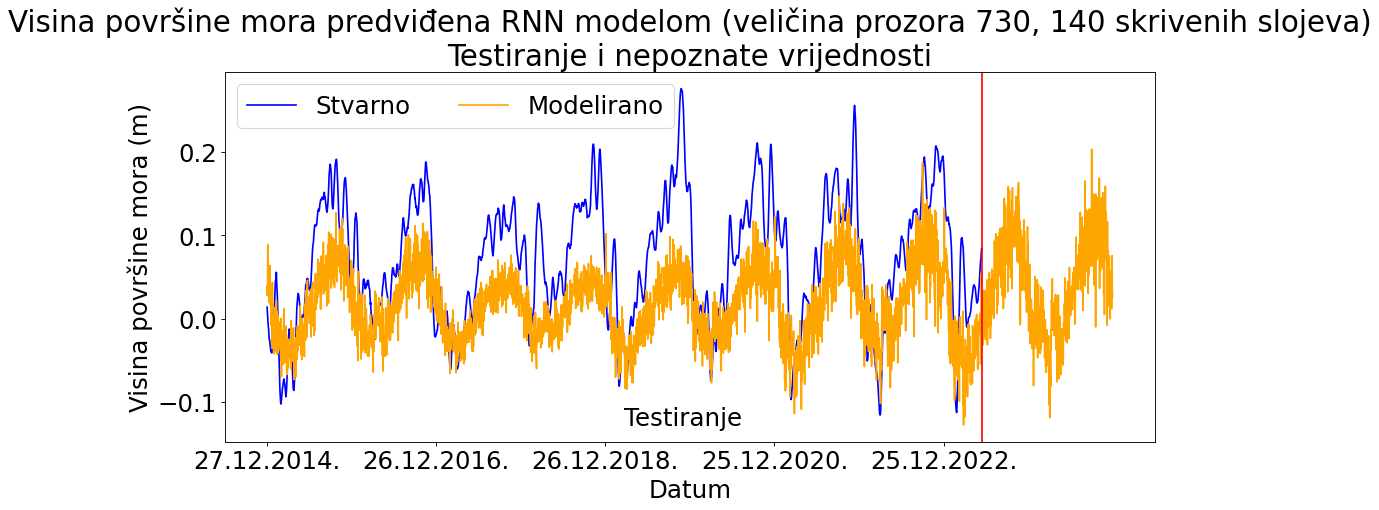 Visina površine mora predviđena RNN modelom (veličina prozora 730, 140 skrivenih slojeva)
Testiranje i nepoznate vrijednosti
Stvarno Modelirano
Visina površine mora (m)
0.2
0.1
0.0
−0.1
Testiranje
27.12.2014. 26.12.2016. 26.12.2018. 25.12.2020. 25.12.2022.
Datum